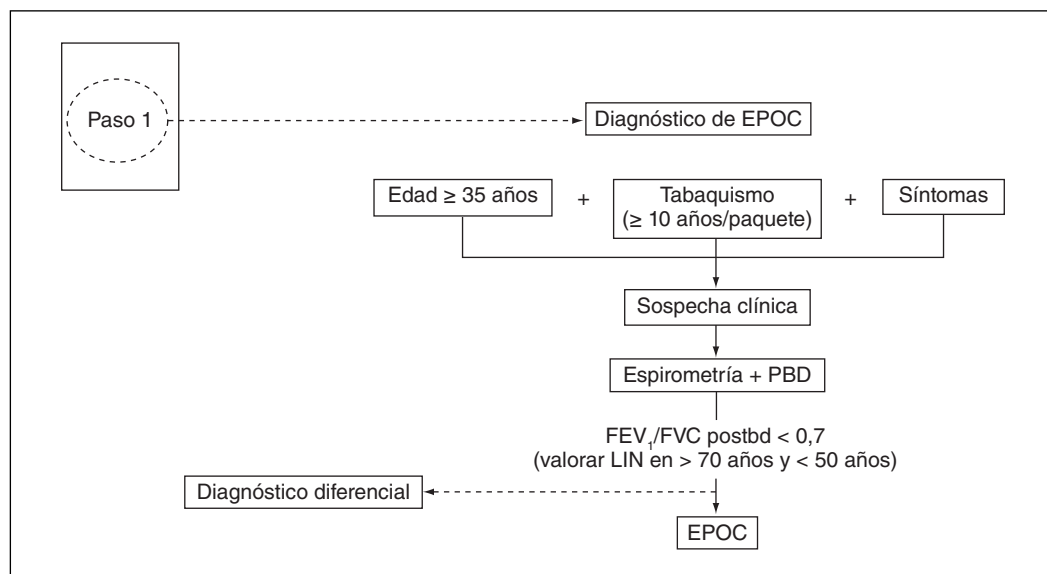 Paso 1
Diagnóstico de EPOC
Edad ≥ 35 años
+
Tabaquismo
(≥ 10 años/paquete)
+
Síntomas
Sospecha clínica
Espirometría + PBD
FEV₁/FVC postbd < 0,7
(valorar LIN en > 70 años y < 50 años)
Diagnóstico diferencial
EPOC